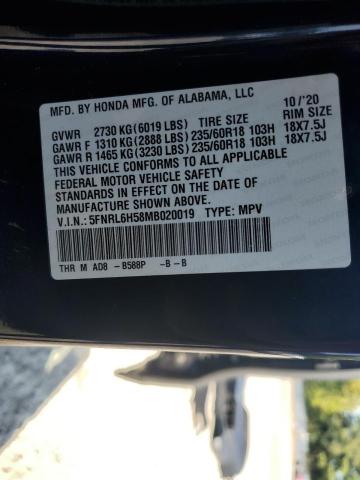 MFD. BY HONDA MFG. OF ALABAMA, LLC 10/'20
GVWR 2730 KG (6019 LBS) TIRE SIZE RIM SIZE
GAWR F 1310 KG (2888 LBS) 235/60R18 103H 18X7.5J
GAWR R 1465 KG (3230 LBS) 235/60R18 103H 18X7.5J
THIS VEHICLE CONFORMS TO ALL APPLICABLE
FEDERAL MOTOR VEHICLE SAFETY
STANDARDS IN EFFECT ON THE DATE OF
MANUFACTURE SHOWN ABOVE.
V.I.N.: 5FNRL6H58MB020019 TYPE: MPV
THR M AD8 - B588P -B -B